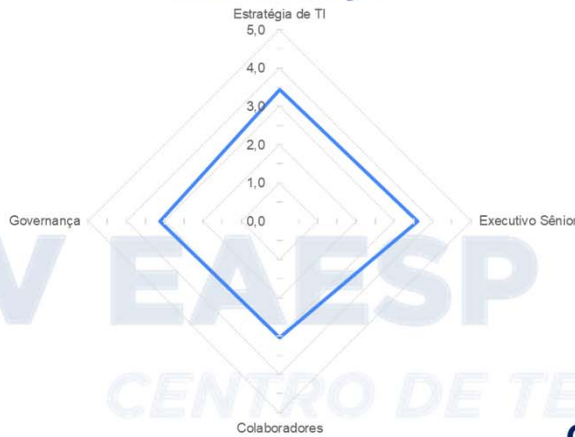 Estratégia de TI
5,0
4,0
3,0
2,0
1,0
0,0
Governança
Executivo Sênior
V EAESP
CENTRO DE TE
Colaboradores